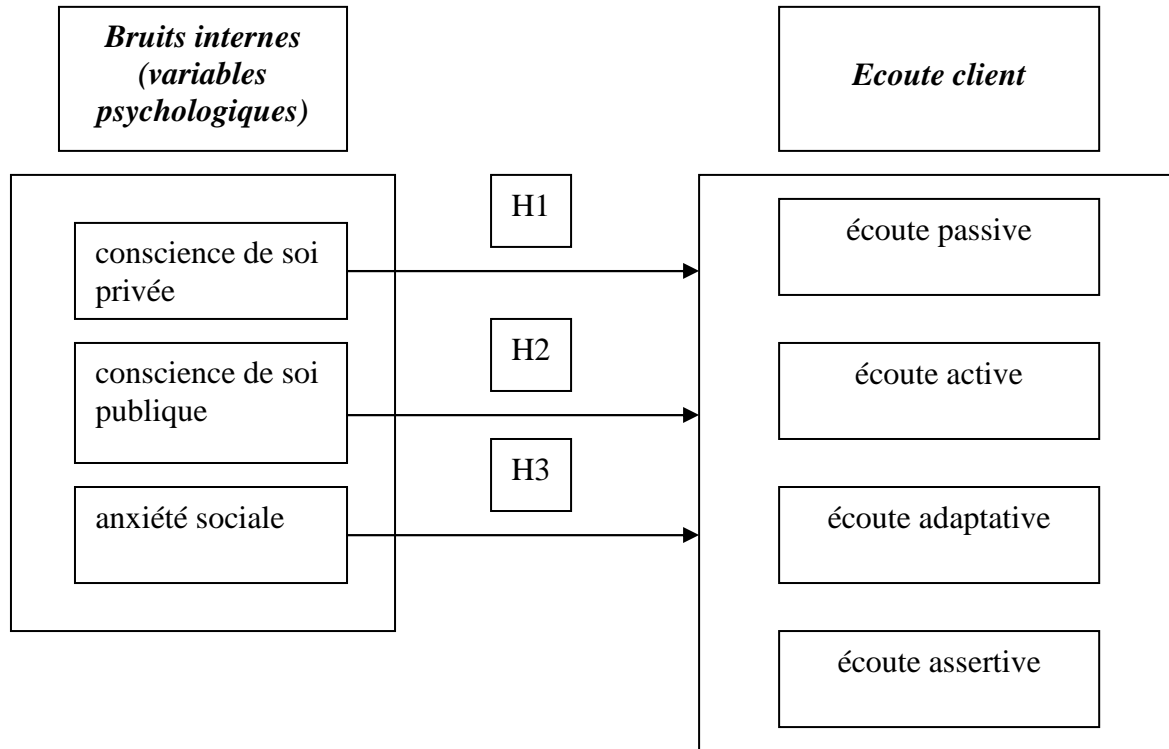 Bruits internes
(variables
psychologiques)
Ecoute client
H1
conscience de soi
privée
écoute passive
H2
conscience de soi
publique
écoute active
H3
anxiété sociale
écoute adaptative
écoute assertive